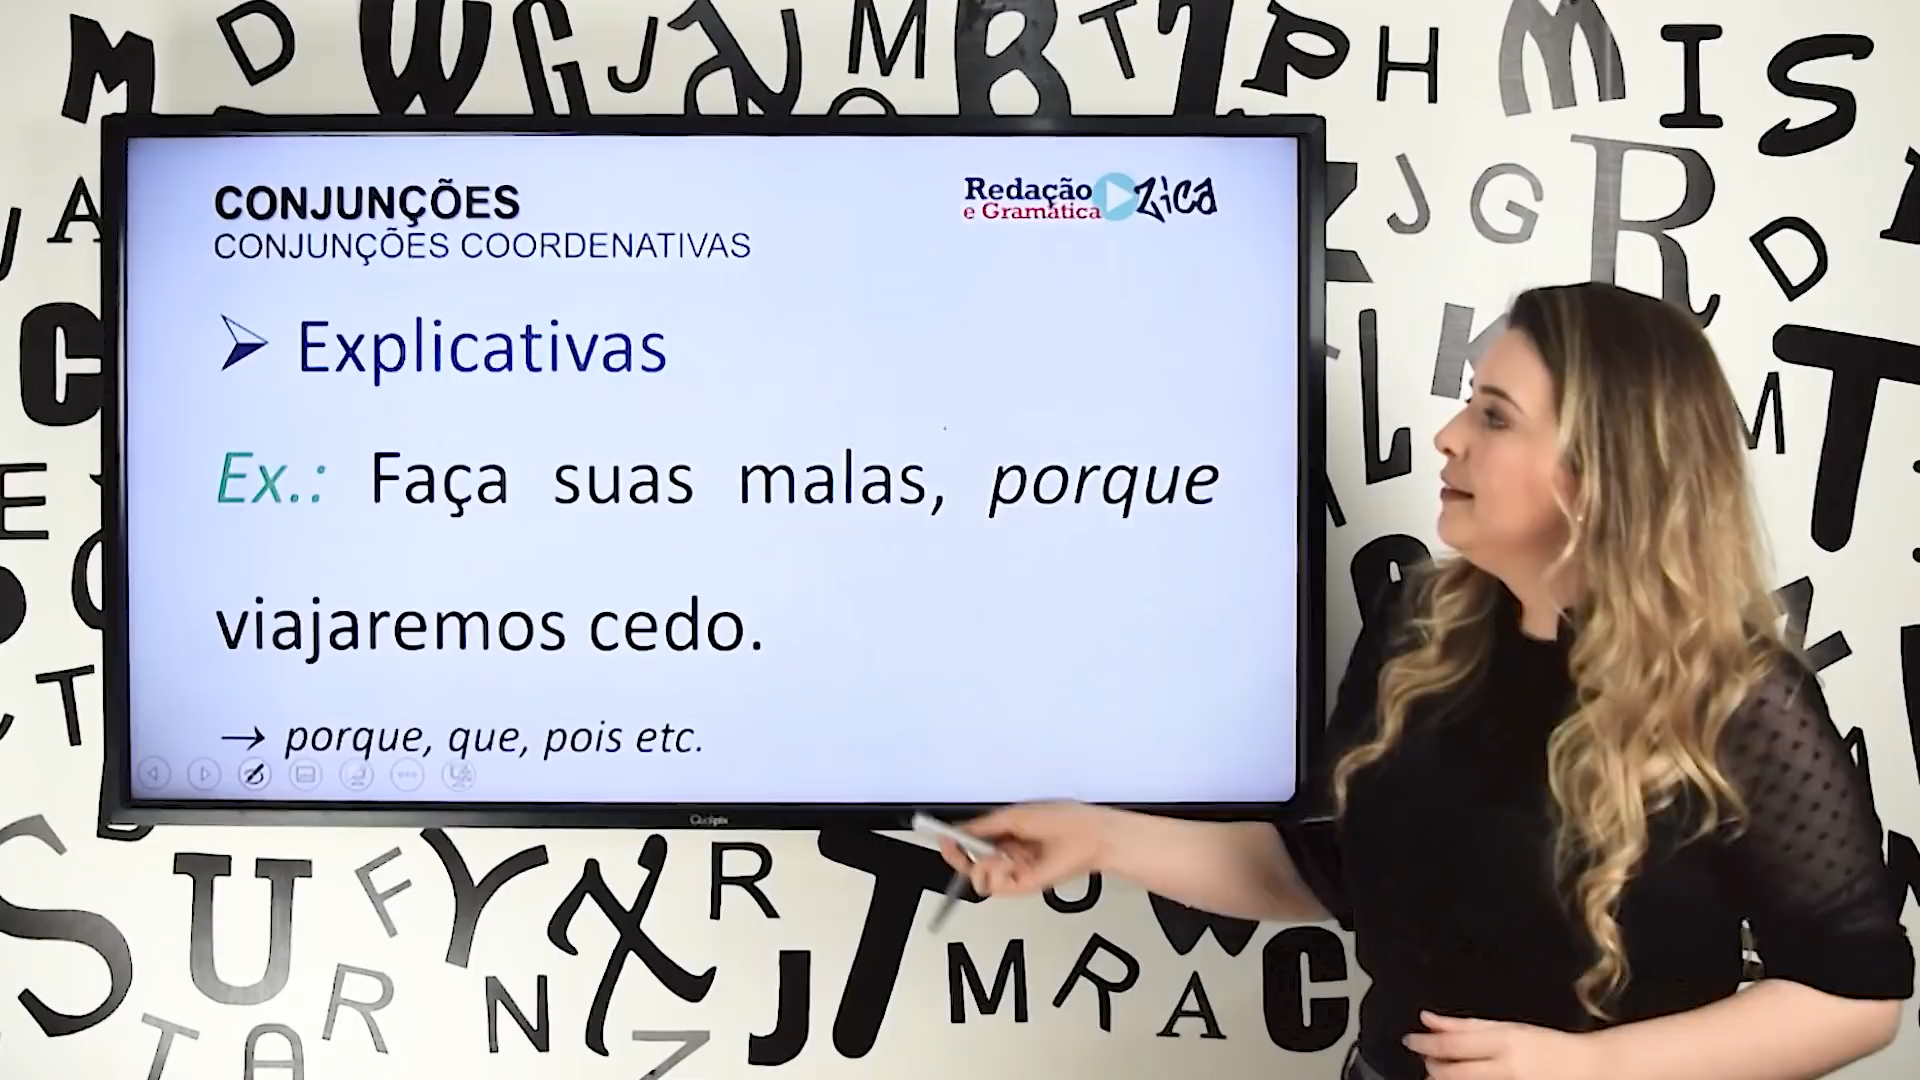 CONJUNÇÕES
CONJUNÇÕES COORDENATIVAS
Redação
e Gramática
Zica
Explicativas
Ex.: Faça suas malas, porque
viajaremos cedo.
→ porque, que, pois etc.